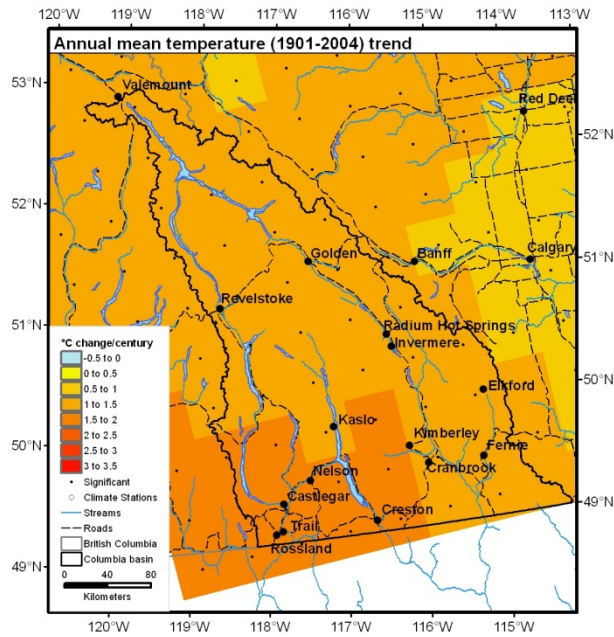 Annual mean temperature (1901-2004) trend
120°W 119°W 118°W 117°W 116°W 115°W 114°W 113°W
53°N
53°N
Valemount
Red Deer
52°N
52°N
Golden
Banff
Calgary
Revelstoke
51°N
51°N
Radium Hot Springs
Invermere
Elkford
50°N
50°N
Kaslo
Kimberley
Fernie
Cranbrook
Nelson
Castlegar
Creston
Trail
Rossland
49°N
49°N
°C change/century
-0.5 to 0
0 to 0.5
0.5 to 1
1 to 1.5
1.5 to 2
2 to 2.5
2.5 to 3
3 to 3.5
Significant
Climate Stations
Streams
Roads
British Columbia
Columbia basin
0 40 80
Kilometers
120°W 119°W 118°W 117°W 116°W 115°W 114°W